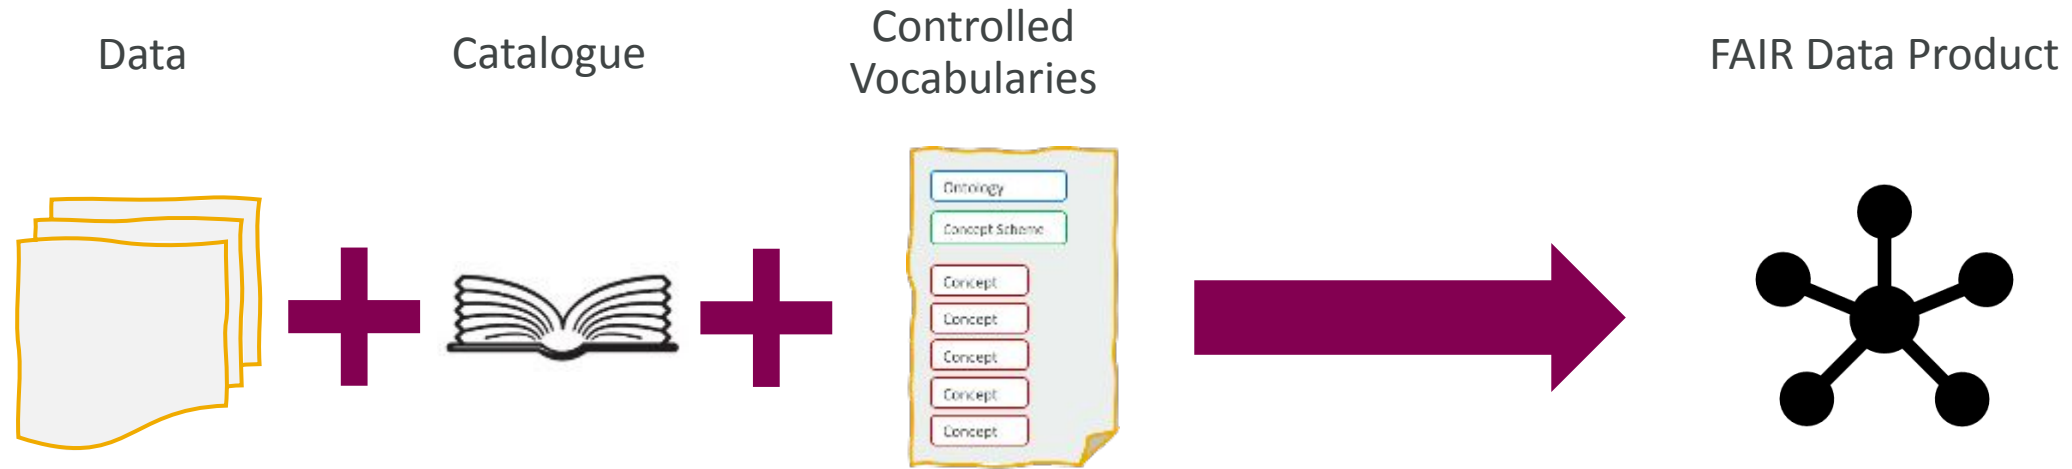 Data
Catalogue
Controlled
Vocabularies
FAIR Data Product
Ontology
Concept Scheme
Concept
Concept
Concept
Concept
Concept